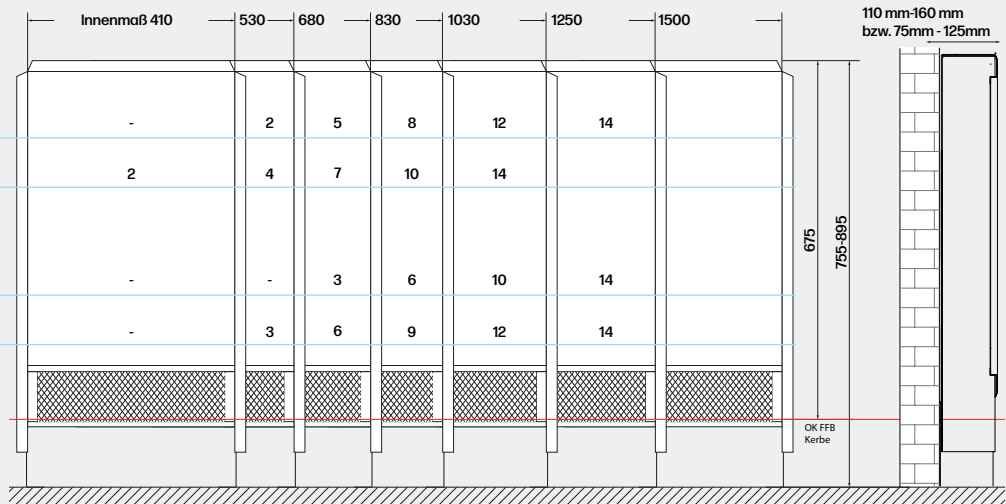 Innenmaß 410 530 680 830 1030 1250 1500
110 mm-160 mm
bzw. 75mm - 125mm
- 2 5 8 12 14
2 4 7 10 14
- - 3 6 10 14
- 3 6 9 12 14
675
755-895
OK FFB
Kerbe